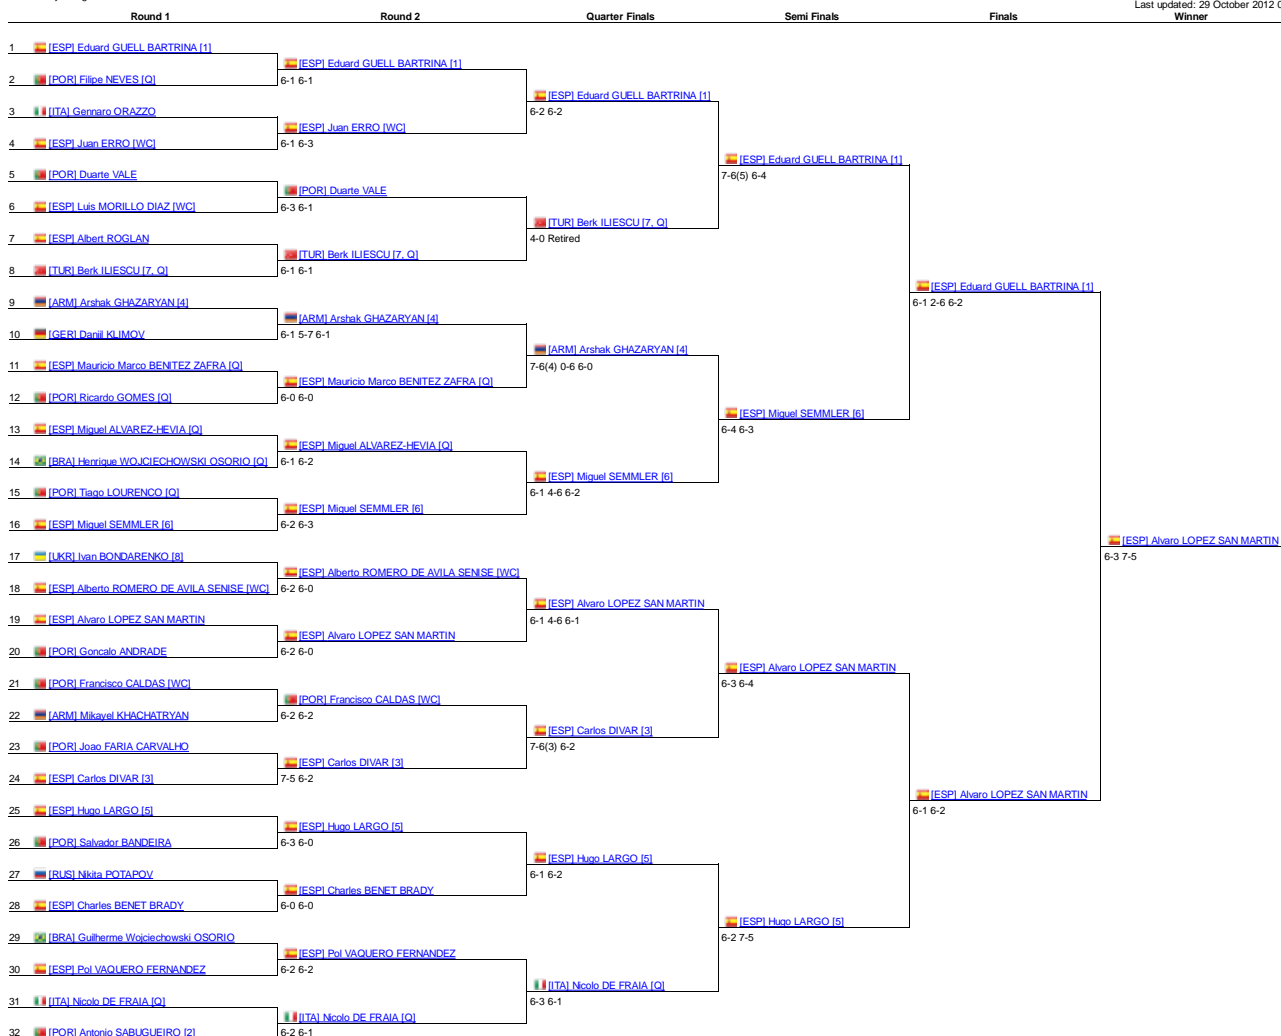 Last updated: 29 October 2012
Round 1 Round 2 Quarter Finals Semi Finals Finals Winner
1 [ESP] Eduard GUELL BARTRINA [1]
[ESP] Eduard GUELL BARTRINA [1]
2 [POR] Filipe NEVES [Q] 6-1 6-1
[ESP] Eduard GUELL BARTRINA [1]
3 [ITA] Gennaro ORAZZO 6-2 6-2
[ESP] Juan ERRO [WC]
4 [ESP] Juan ERRO [WC] 6-1 6-3
[ESP] Eduard GUELL BARTRINA [1]
5 [POR] Duarte VALE 7-6(5) 6-4
[POR] Duarte VALE
6 [ESP] Luis MORILLO DIAZ [WC] 6-3 6-1
[TUR] Berk ILIESCU [7, Q]
7 [ESP] Albert ROGLAN 4-0 Retired
[TUR] Berk ILIESCU [7, Q]
8 [TUR] Berk ILIESCU [7, Q] 6-1 6-1
[ESP] Eduard GUELL BARTRINA [1]
9 [ARM] Arshak GHAZARYAN [4] 6-1 2-6 6-2
[ARM] Arshak GHAZARYAN [4]
10 [GER] Daniil KLIMOV 6-1 5-7 6-1
[ARM] Arshak GHAZARYAN [4]
11 [ESP] Mauricio Marco BENITEZ ZAFRA [Q] 7-6(4) 0-6 6-0
[ESP] Mauricio Marco BENITEZ ZAFRA [Q]
12 [POR] Ricardo GOMES [Q] 6-0 6-0
[ESP] Miguel SEMMLER [6]
13 [ESP] Miguel ALVAREZ-HEVIA [Q] 6-4 6-3
[ESP] Miguel ALVAREZ-HEVIA [Q]
14 [BRA] Henrique WOJCIECHOWSKI OSORIO [Q] 6-1 6-2
[ESP] Miguel SEMMLER [6]
15 [POR] Tiago LOURENCO [Q] 6-1 4-6 6-2
[ESP] Miguel SEMMLER [6]
16 [ESP] Miguel SEMMLER [6] 6-2 6-3
[ESP] Alvaro LOPEZ SAN MARTIN
17 [UKR] Ivan BONDARENKO [8] 6-3 7-5
[ESP] Alberto ROMERO DE AVILA SENISE [WC]
18 [ESP] Alberto ROMERO DE AVILA SENISE [WC] 6-2 6-0
[ESP] Alvaro LOPEZ SAN MARTIN
19 [ESP] Alvaro LOPEZ SAN MARTIN 6-1 4-6 6-1
[ESP] Alvaro LOPEZ SAN MARTIN
20 [POR] Goncalo ANDRADE 6-2 6-0
[ESP] Alvaro LOPEZ SAN MARTIN
21 [POR] Francisco CALDAS [WC] 6-3 6-4
[POR] Francisco CALDAS [WC]
22 [ARM] Mikayel KHACHATRYAN 6-2 6-2
[ESP] Carlos DIVAR [3]
23 [POR] Joao FARIA CARVALHO 7-6(3) 6-2
[ESP] Carlos DIVAR [3]
24 [ESP] Carlos DIVAR [3] 7-5 6-2
[ESP] Alvaro LOPEZ SAN MARTIN
25 [ESP] Hugo LARGO [5] 6-1 6-2
[ESP] Hugo LARGO [5]
26 [POR] Salvador BANDEIRA 6-3 6-0
[ESP] Hugo LARGO [5]
27 [RUS] Nikita POTAPOV 6-1 6-2
[ESP] Charles BENET BRADY
28 [ESP] Charles BENET BRADY 6-0 6-0
[ESP] Hugo LARGO [5]
29 [BRA] Guilherme Wojciechowski OSORIO 6-2 7-5
[ESP] Pol VAQUERO FERNANDEZ
30 [ESP] Pol VAQUERO FERNANDEZ 6-2 6-2
[ITA] Nicolo DE FRAIA [Q]
31 [ITA] Nicolo DE FRAIA [Q] 6-3 6-1
[ITA] Nicolo DE FRAIA [Q]
32 [POR] Antonio SABUGUEIRO [2] 6-2 6-1